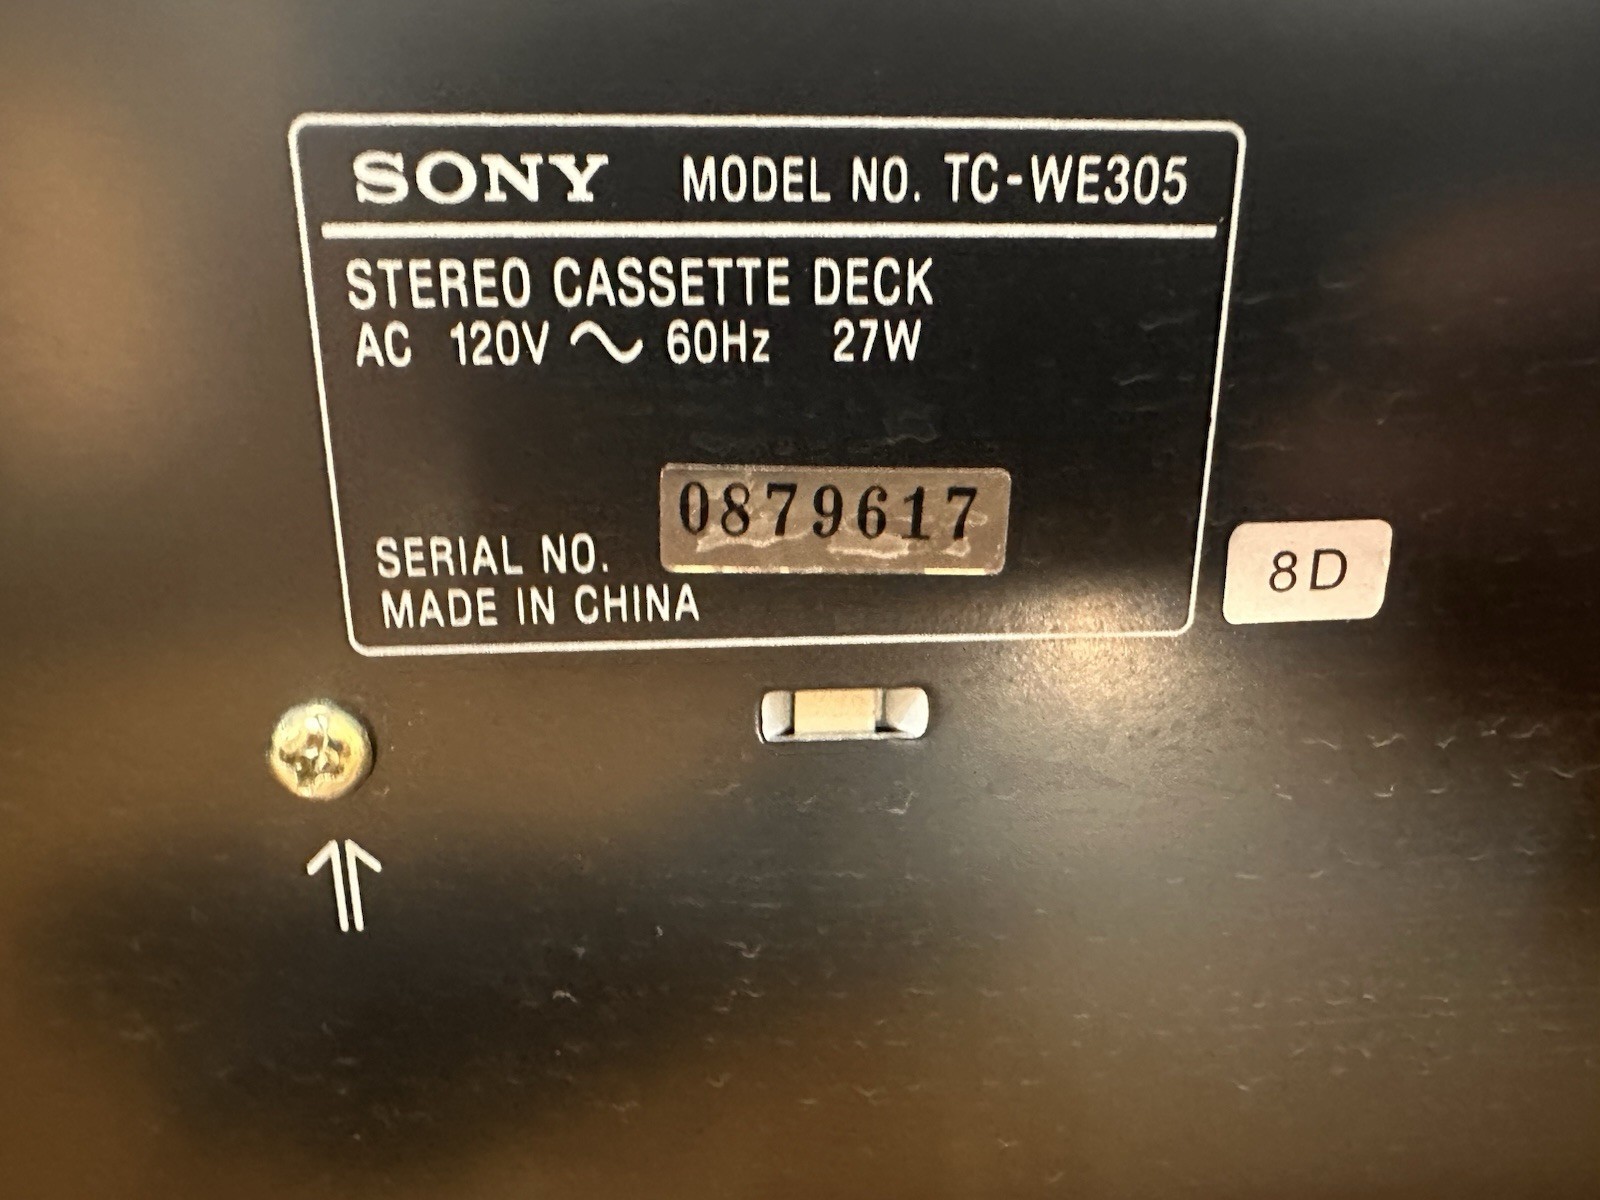 SONY MODEL NO. TC-WE305
STEREO CASSETTE DECK
AC 120V ~ 60Hz 27W
0879617
SERIAL NO.
MADE IN CHINA
8D